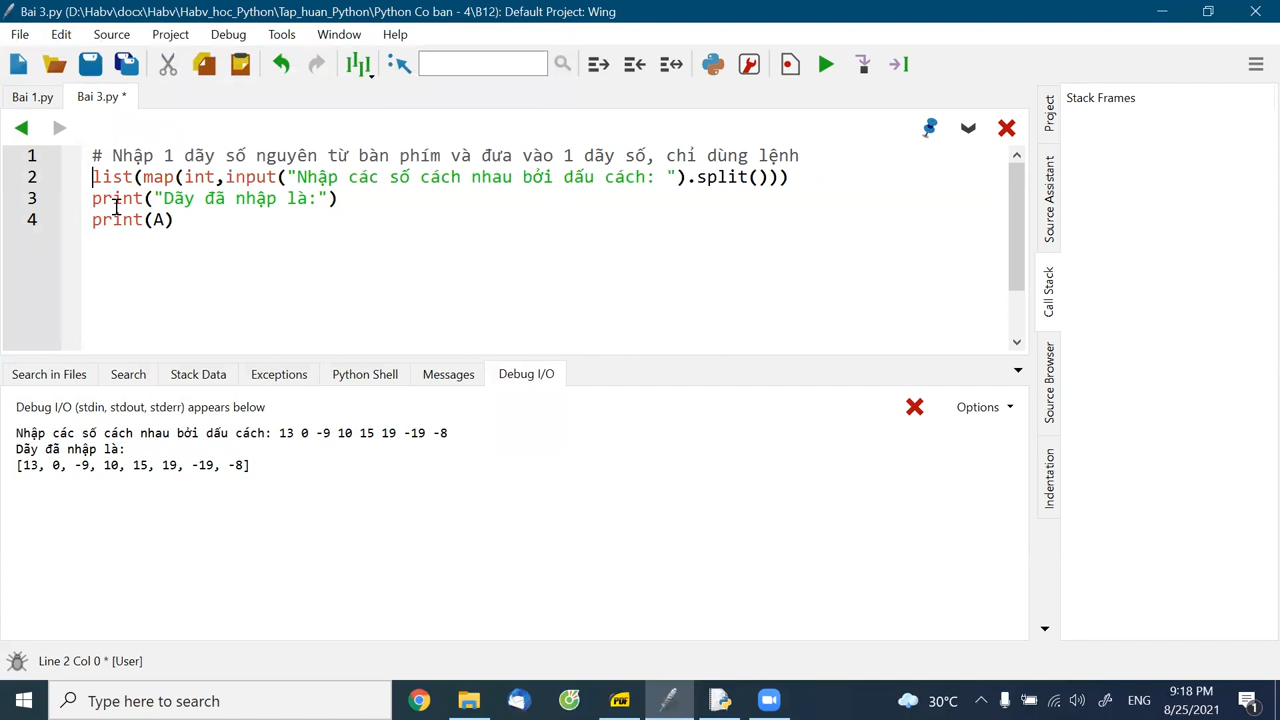 Bai 3.py (D:\Habv\docx\Habv\Habv_hoc_Python\Tap_huan_Python\Python Co ban - 4\B12): Default Project: Wing
File Edit Source Project Debug Tools Window Help
Bai 1.py Bai 3.py *
Stack Frames
1 # Nhập 1 dãy số nguyên từ bàn phím và đưa vào 1 dãy số, chỉ dùng lệnh
2 list(map(int,input("Nhập các số cách nhau bởi dấu cách: ").split()))
3 print("Dãy đã nhập là:")
4 print(A)
Project
Source Assistant
Call Stack
Source Browser
Indentation
Search in Files Search Stack Data Exceptions Python Shell Messages Debug I/O
Debug I/O (stdin, stdout, stderr) appears below
Options
Nhập các số cách nhau bởi dấu cách: 13 0 -9 10 15 19 -19 -8
Dãy đã nhập là:
[13, 0, -9, 10, 15, 19, -19, -8]
Line 2 Col 0 * [User]
Type here to search
PDF
30°C
ENG
9:18 PM
8/25/2021
1